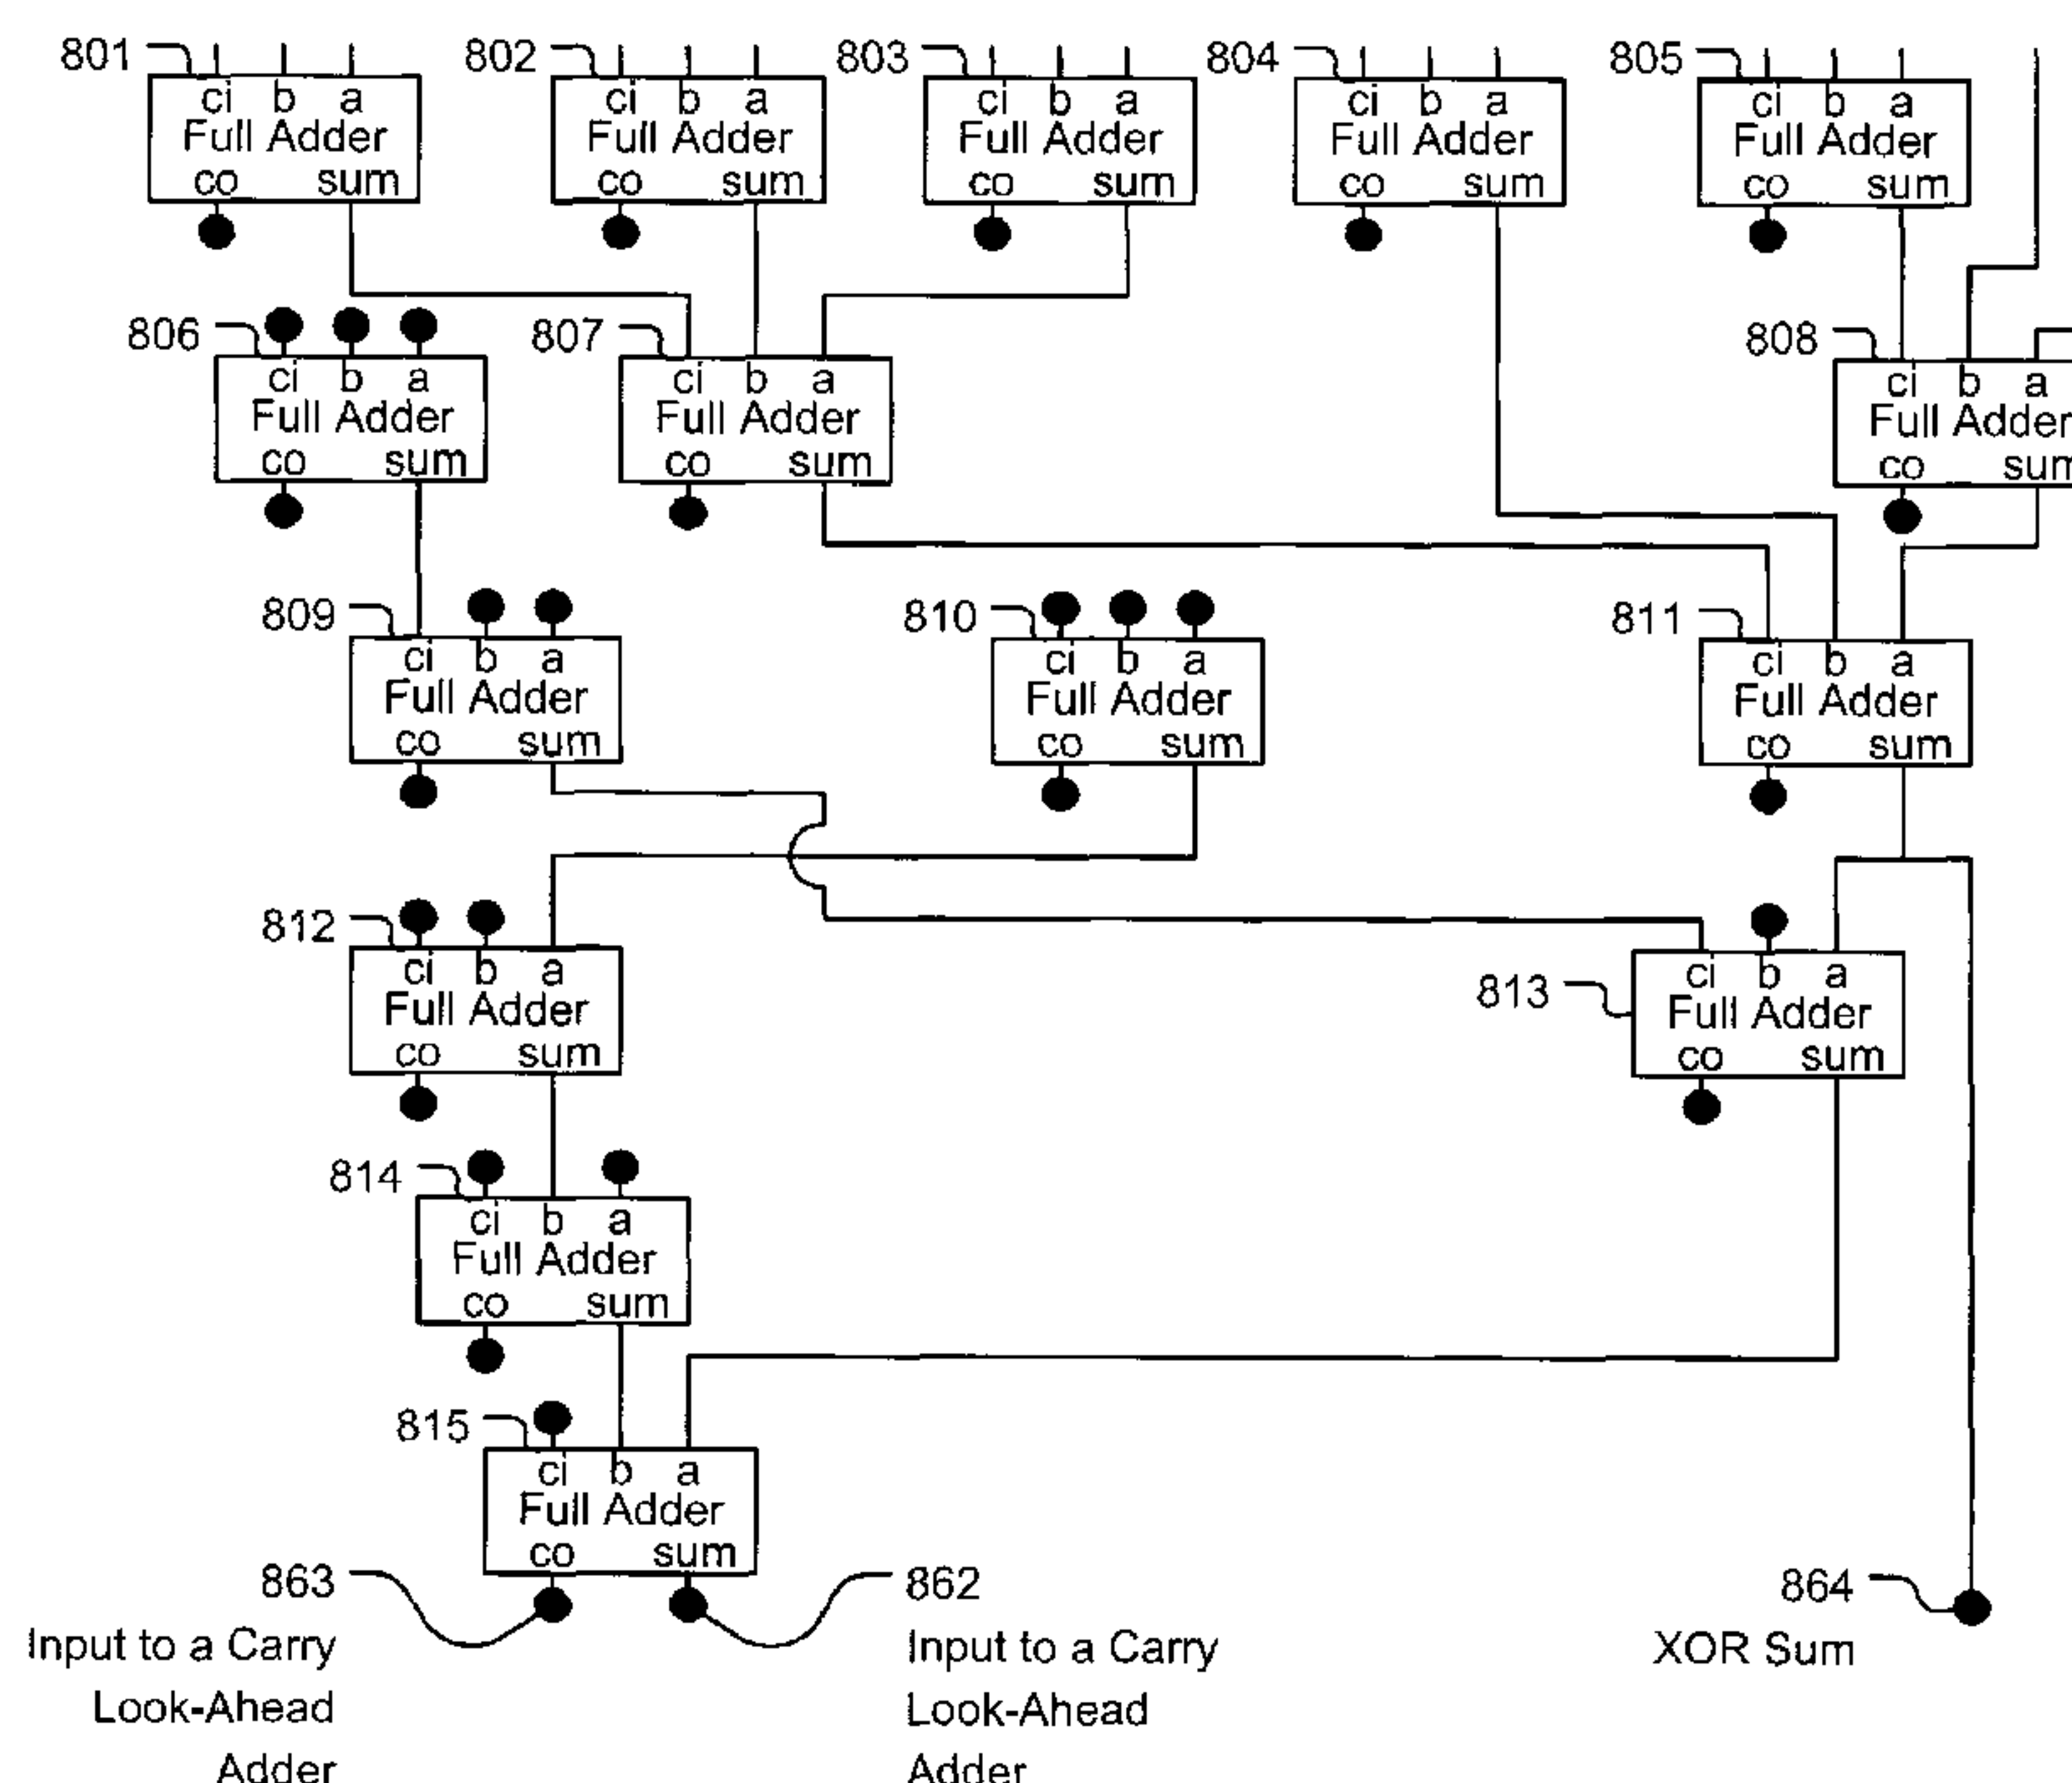 801 802 803 804 805
ci b a ci b a ci b a ci b a ci b a
Full Adder Full Adder Full Adder Full Adder Full Adder
co sum co sum co sum co sum co sum
806 807 808
ci b a ci b a ci b a
Full Adder Full Adder Full Adder
co sum co sum co sum
809 810 811
ci b a ci b a ci b a
Full Adder Full Adder Full Adder
co sum co sum co sum
812 813
ci b a ci b a
Full Adder Full Adder
co sum co sum
814
ci b a
Full Adder
co sum
815
ci b a
Full Adder
co sum
863
Input to a Carry
Look-Ahead
Adder
862
Input to a Carry
Look-Ahead
Adder
864
XOR Sum